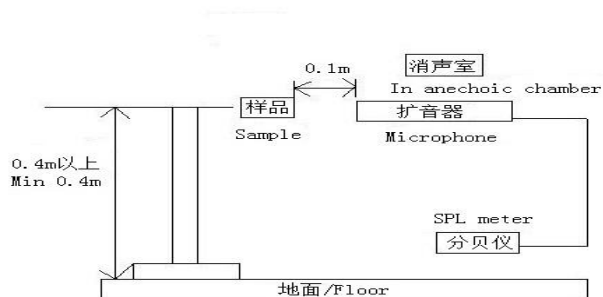 消声室
0.1m
In anechoic chamber
样品
扩音器
Sample
Microphone
0.4m以上
Min 0.4m
SPL meter
分贝仪
地面/Floor